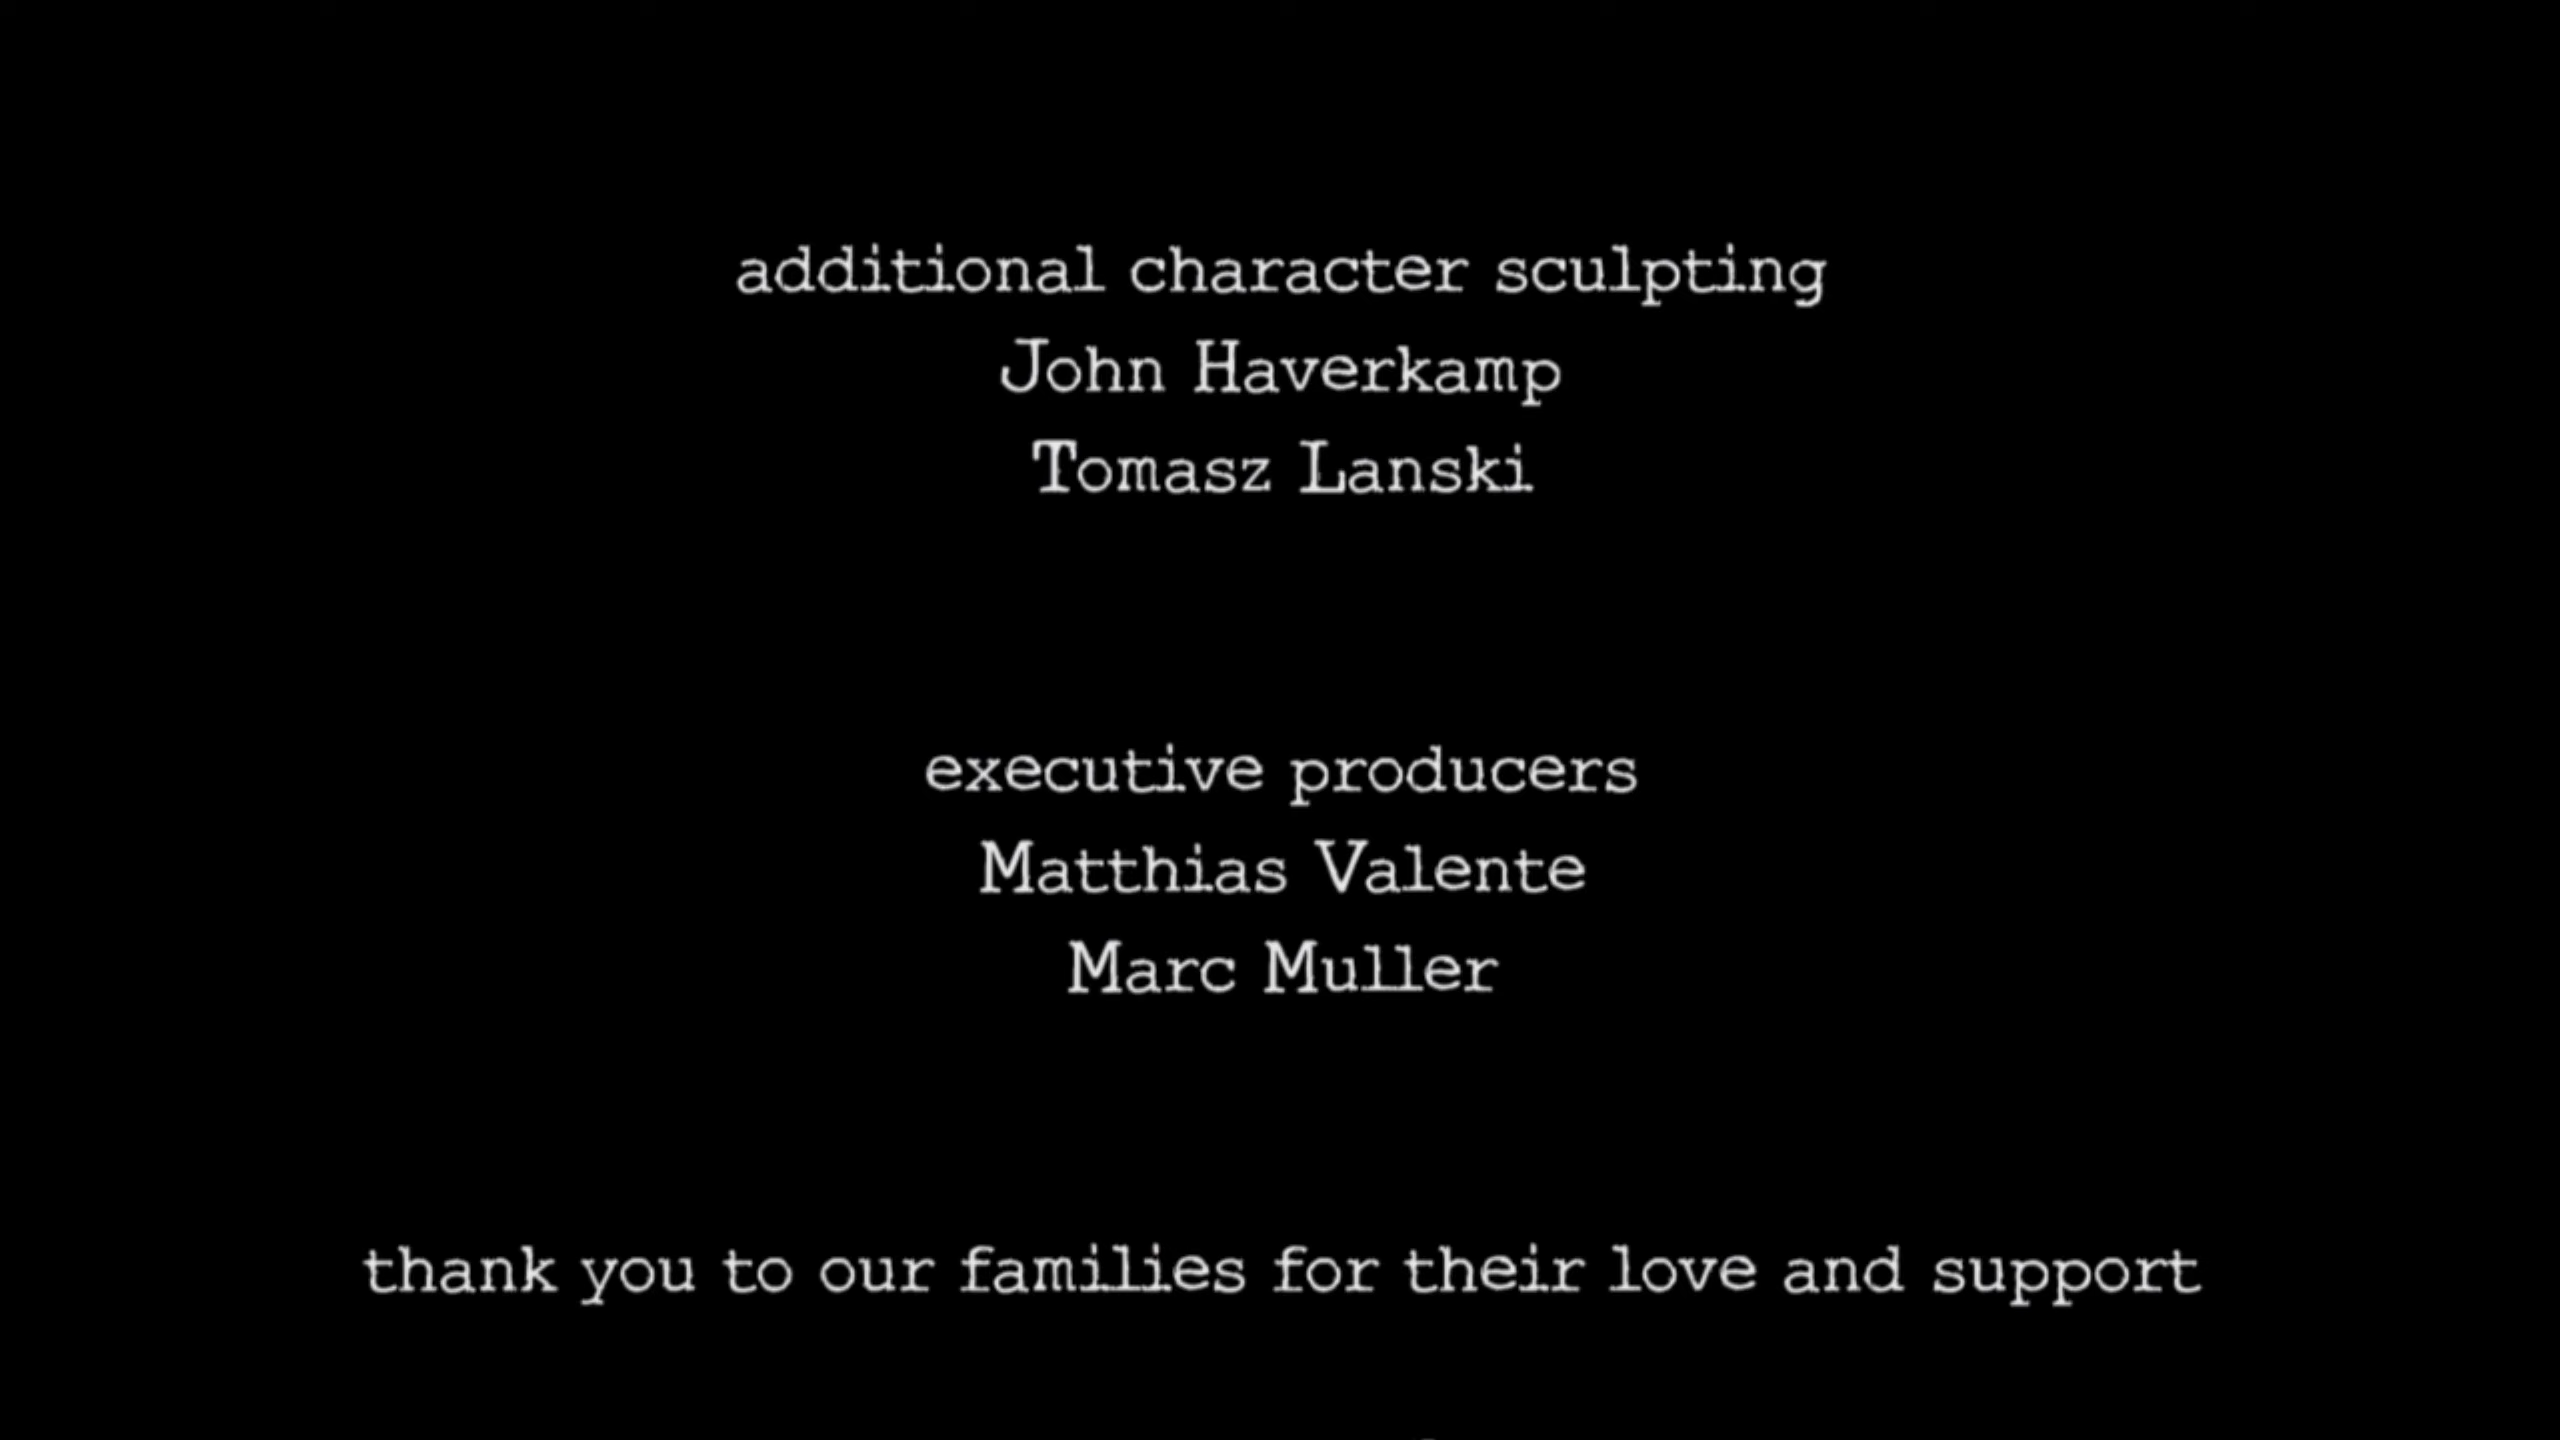 additional character sculpting
John Haverkamp
Tomasz Lanski
executive producers
Matthias Valente
Marc Muller
thank you to our families for their love and support